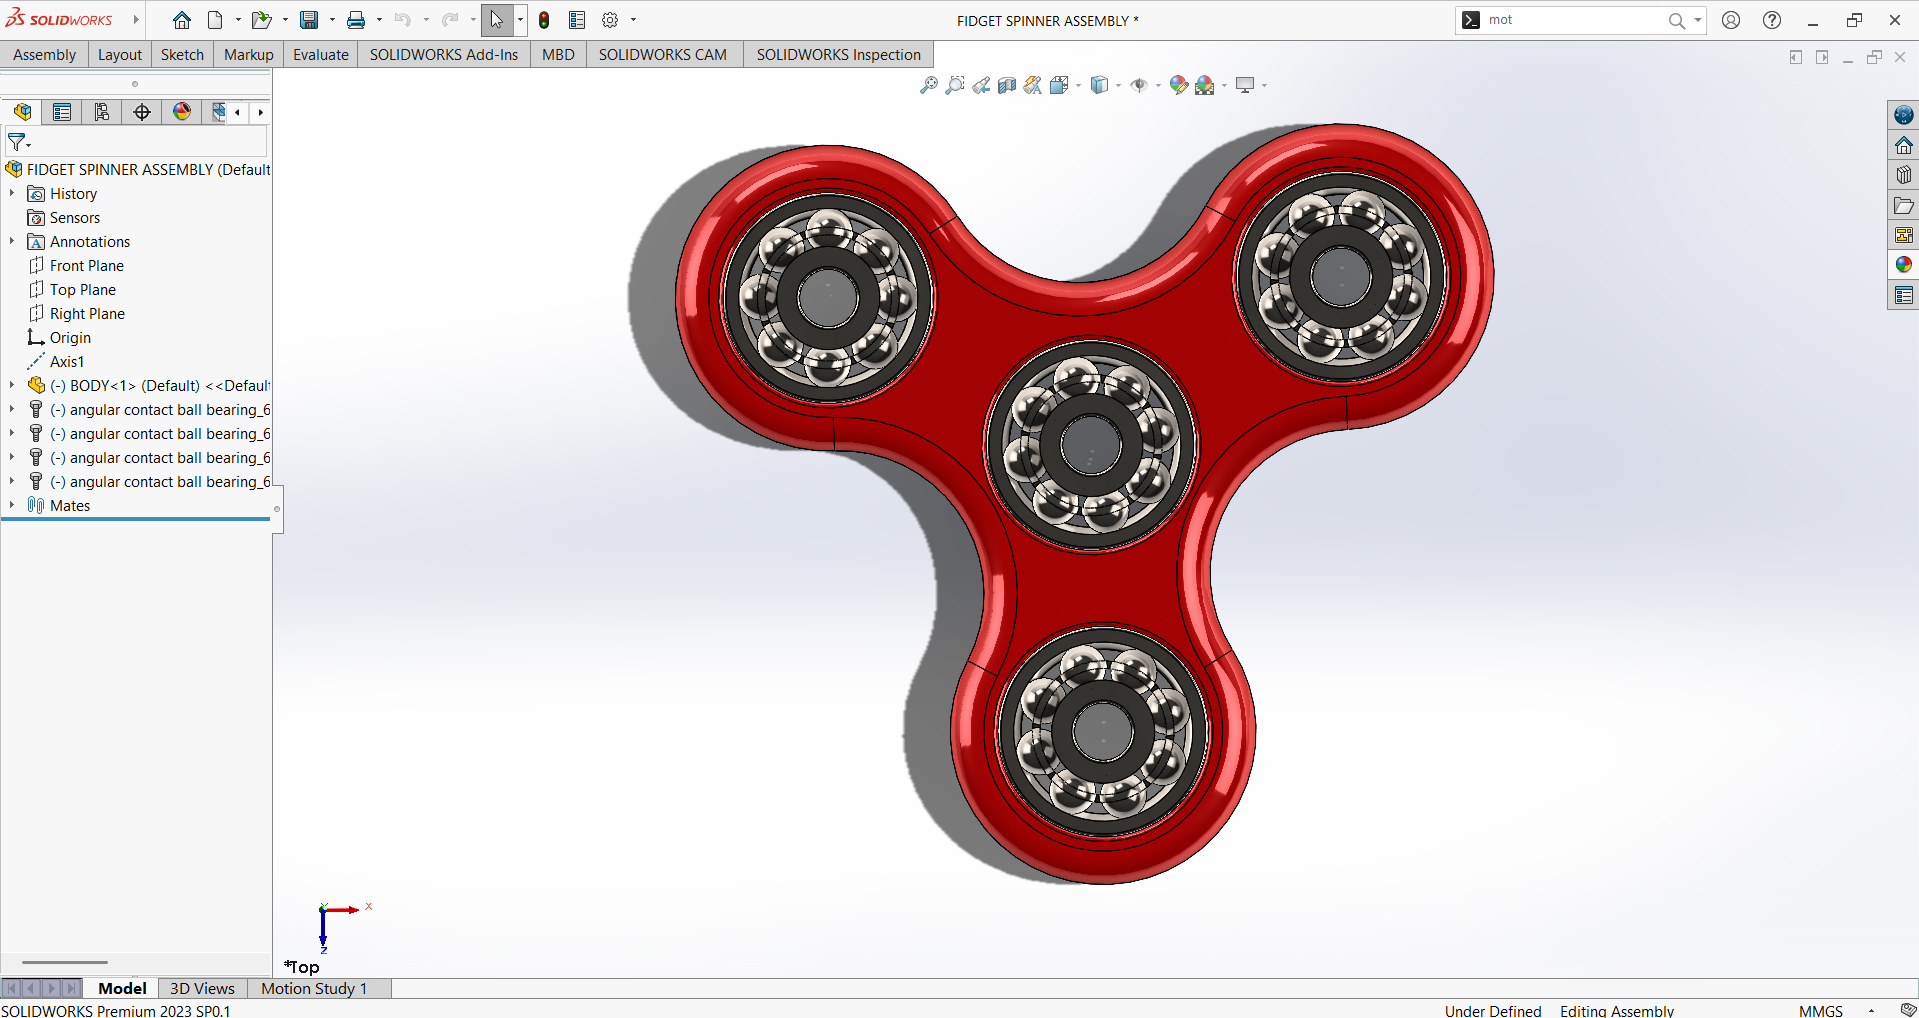 SOLIDWORKS
FIDGET SPINNER ASSEMBLY *
mot
Assembly
Layout
Sketch
Markup
Evaluate
SOLIDWORKS Add-Ins
MBD
SOLIDWORKS CAM
SOLIDWORKS Inspection
FIDGET SPINNER ASSEMBLY (Default
History
Sensors
Annotations
Front Plane
Top Plane
Right Plane
Origin
Axis1
(-) BODY<1> (Default) <<Default
(-) angular contact ball bearing_6
(-) angular contact ball bearing_6
(-) angular contact ball bearing_6
(-) angular contact ball bearing_6
Mates
Y
X
Z
*Top
Model
3D Views
Motion Study 1
SOLIDWORKS Premium 2023 SP0.1
Under Defined
Editing Assembly
MMGS